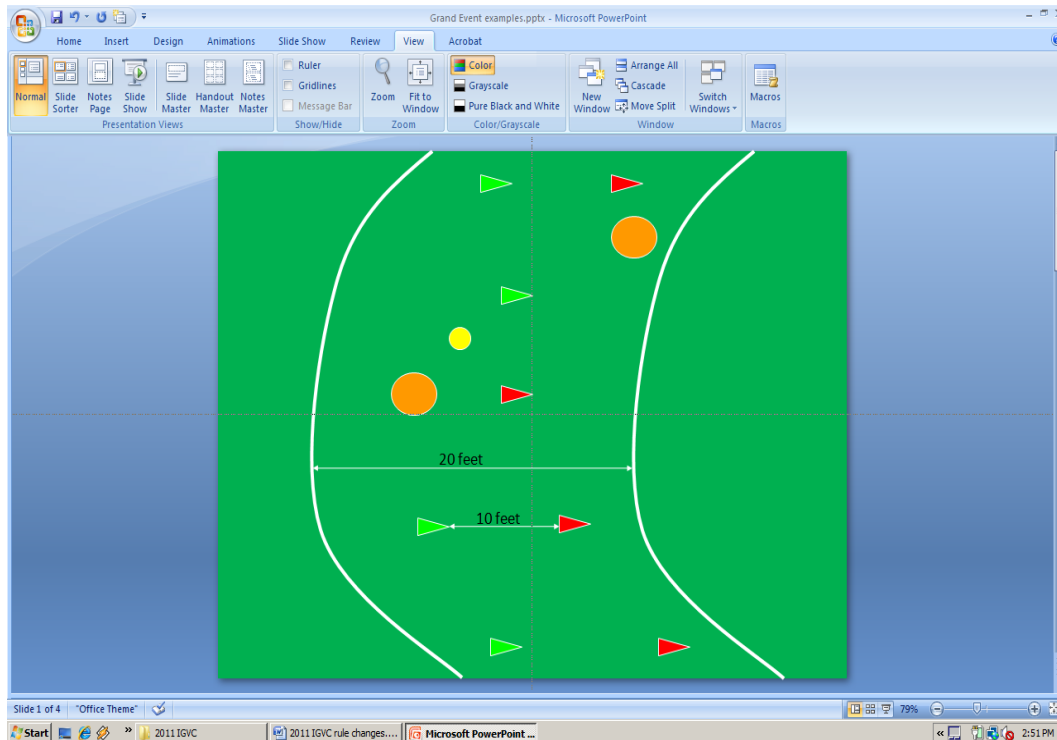 Grand Event examples.pptx - Microsoft PowerPoint
Home Insert Design Animations Slide Show Review View Acrobat
Normal
Slide Sorter
Notes Page
Slide Show
Slide Master
Handout Master
Notes Master
Presentation Views
Ruler
Gridlines
Message Bar
Show/Hide
Zoom
Fit to Window
Zoom
Color
Grayscale
Pure Black and White
Color/Grayscale
New Window
Arrange All
Cascade
Move Split
Switch Windows
Window
Macros
Macros
20 feet
10 feet
Slide 1 of 4 "Office Theme" 79%
Start » 2011 IGVC 2011 IGVC rule changes.... Microsoft PowerPoint ... « 2:51 PM